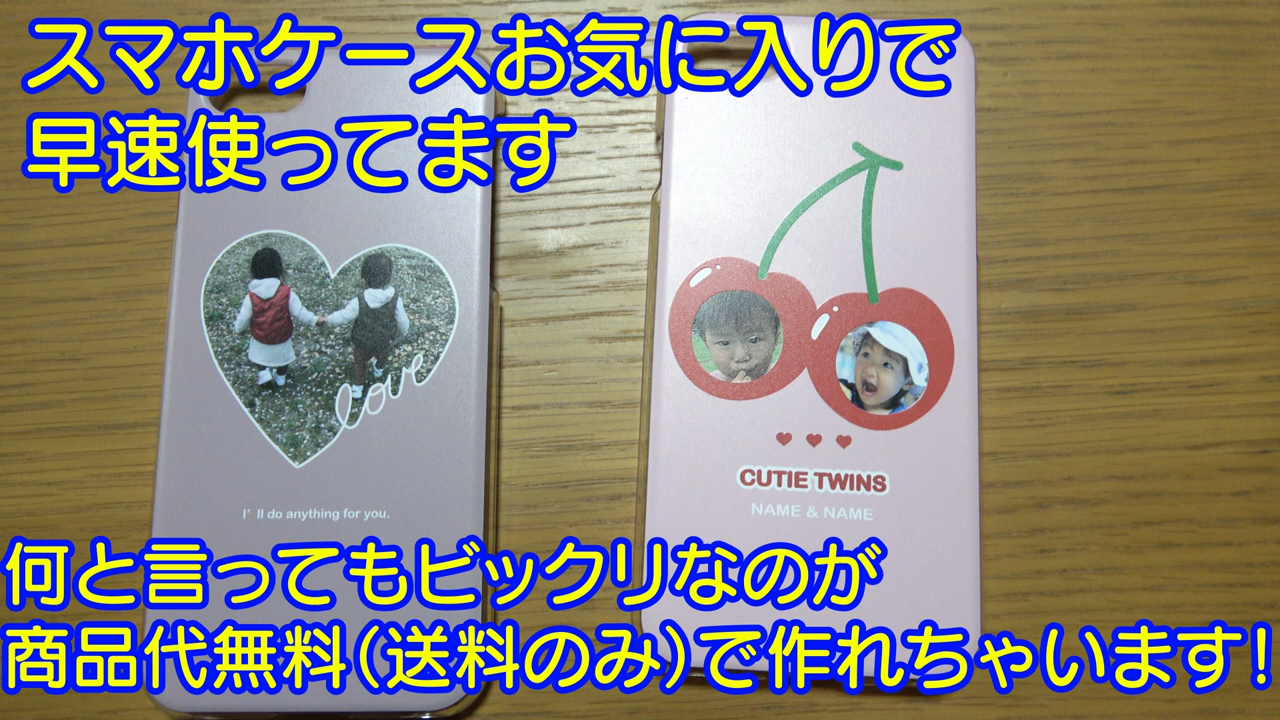 スマホケースお気に入りで
早速使ってます
love
I'll do anything for you.
CUTIE TWINS
NAME & NAME
何と言ってもビックリなのが
商品代無料(送料のみ)で作れちゃいます!